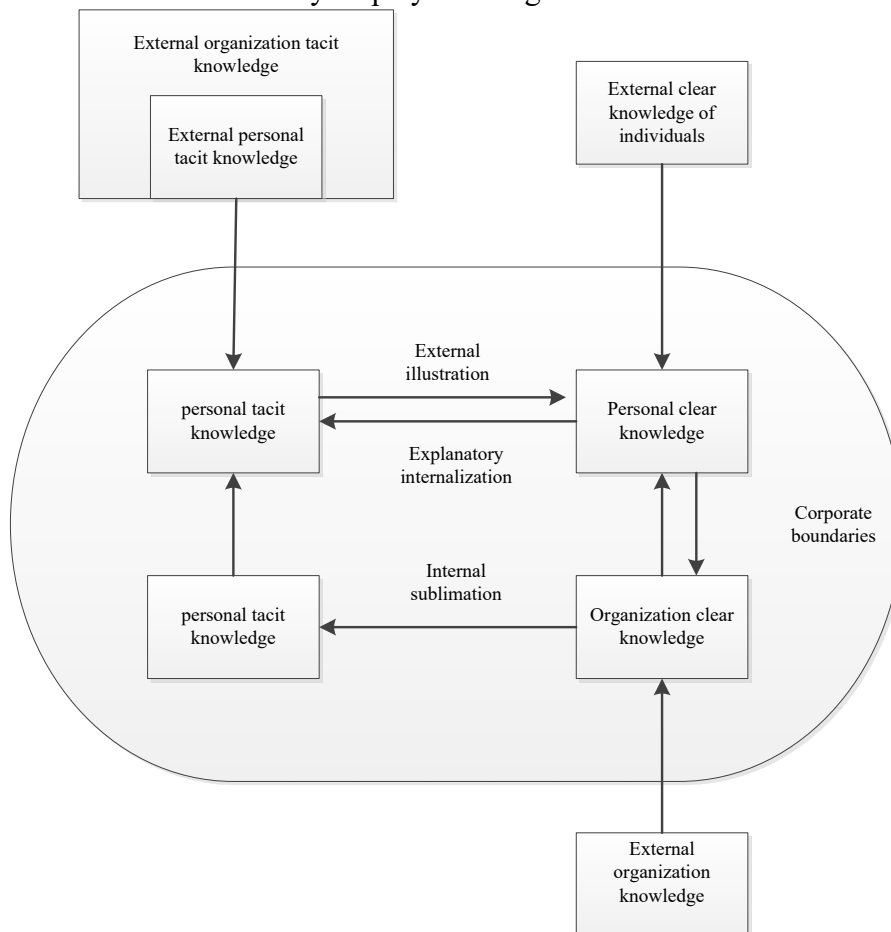 External organization tacit
knowledge
External personal
tacit knowledge
External clear
knowledge of
individuals
External
illustration
personal tacit
knowledge
Personal clear
knowledge
Explanatory
internalization
Corporate
boundaries
Internal
sublimation
personal tacit
knowledge
Organization clear
knowledge
External
organization
knowledge